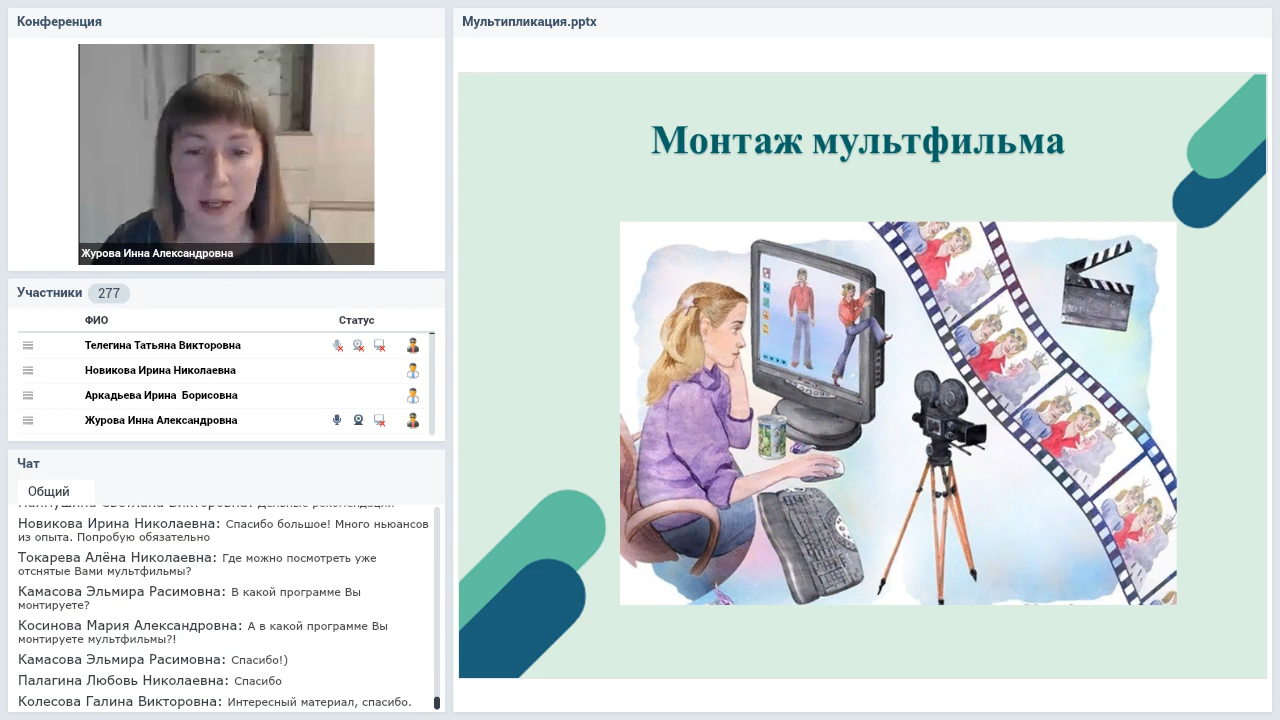 Конференция
Журова Инна Александровна
Участники 277
ФИО Статус
Телегина Татьяна Викторовна
Новикова Ирина Николаевна
Аркадьева Ирина Борисовна
Журова Инна Александровна
Чат
Общий
Новикова Ирина Николаевна: Спасибо большое! Много ньюансов
из опыта. Попробую обязательно
Токарева Алёна Николаевна: Где можно посмотреть уже
отснятые Вами мультфильмы?
Камасова Эльмира Расимовна: В какой программе Вы
монтируете?
Косинова Мария Александровна: А в какой программе Вы
монтируете мультфильмы?!
Камасова Эльмира Расимовна: Спасибо!)
Палагина Любовь Николаевна: Спасибо
Колесова Галина Викторовна: Интересный материал, спасибо.
Мультипликация.pptx
Монтаж мультфильма